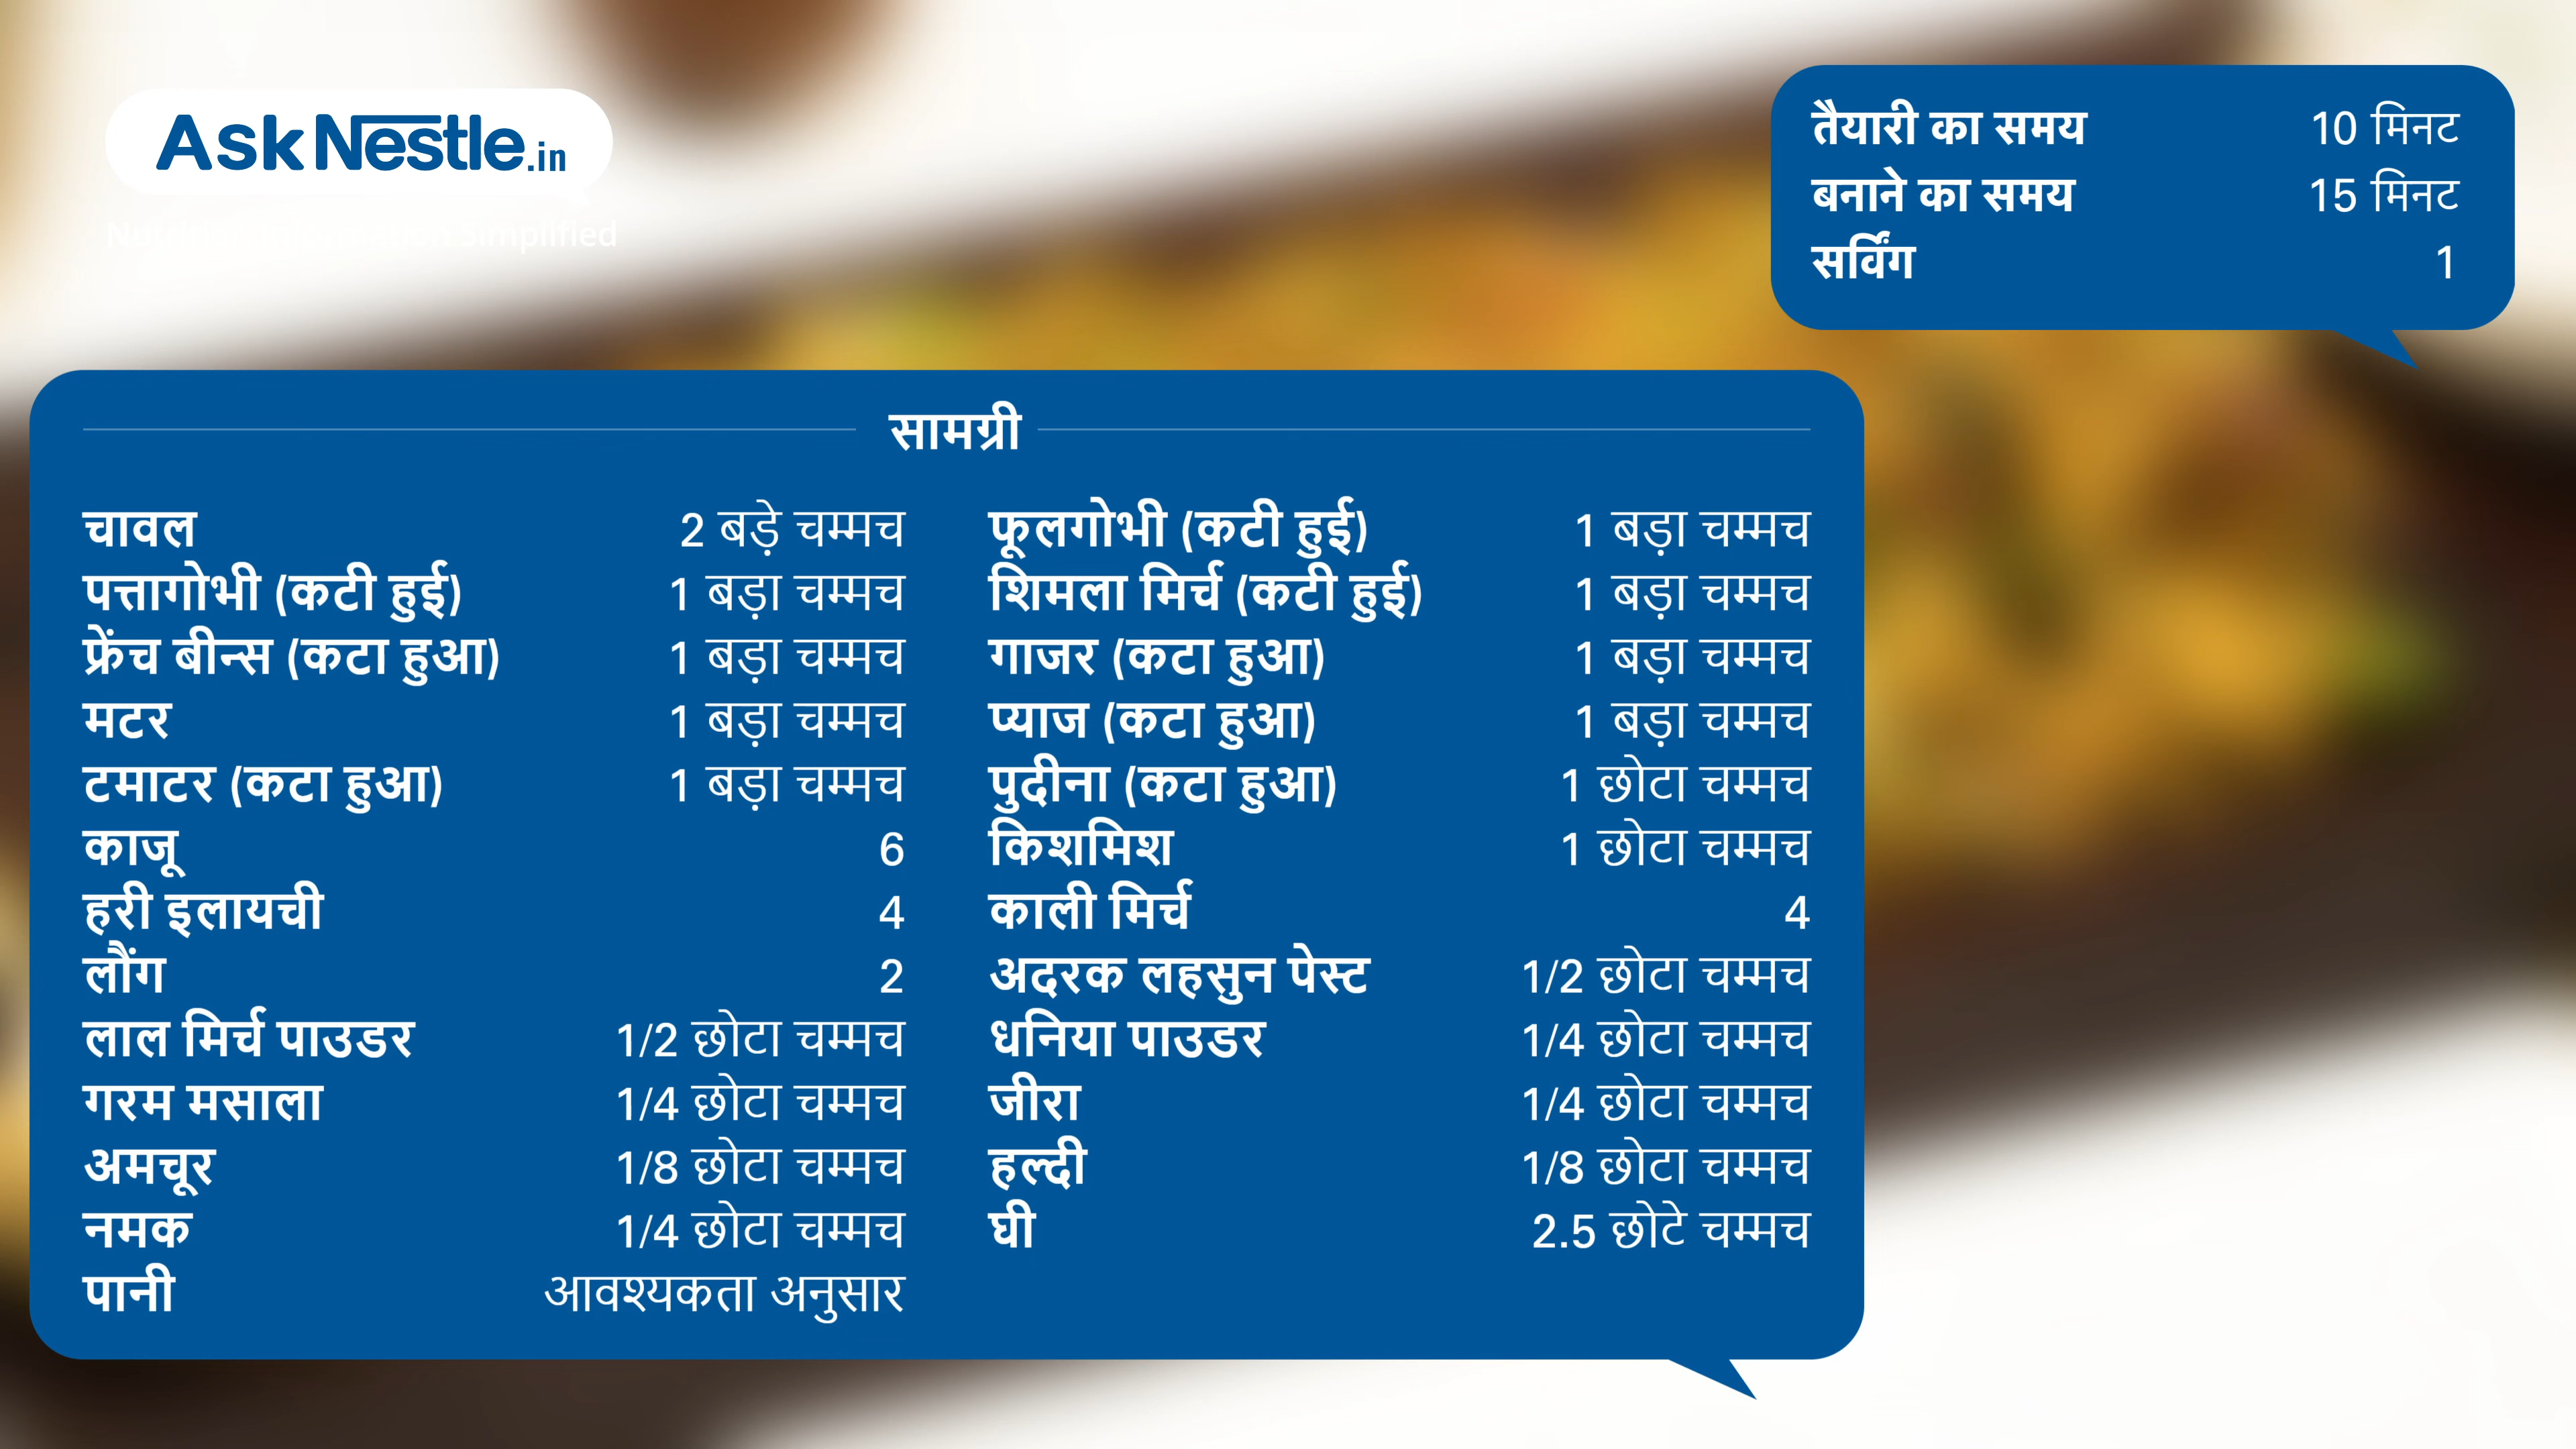 AskNestle.in
Simplified
तैयारी का समय 10 मिनट
बनाने का समय 15 मिनट
सर्विंग 1
सामग्री
चावल 2 बड़े चम्मच
पत्तागोभी (कटी हुई) 1 बड़ा चम्मच
फ्रेंच बीन्स (कटा हुआ) 1 बड़ा चम्मच
मटर 1 बड़ा चम्मच
टमाटर (कटा हुआ) 1 बड़ा चम्मच
काजू 6
हरी इलायची 4
लौंग 2
लाल मिर्च पाउडर 1/2 छोटा चम्मच
गरम मसाला 1/4 छोटा चम्मच
अमचूर 1/8 छोटा चम्मच
नमक 1/4 छोटा चम्मच
पानी आवश्यकता अनुसार
फूलगोभी (कटी हुई) 1 बड़ा चम्मच
शिमला मिर्च (कटी हुई) 1 बड़ा चम्मच
गाजर (कटा हुआ) 1 बड़ा चम्मच
प्याज (कटा हुआ) 1 बड़ा चम्मच
पुदीना (कटा हुआ) 1 छोटा चम्मच
किशमिश 1 छोटा चम्मच
काली मिर्च 4
अदरक लहसुन पेस्ट 1/2 छोटा चम्मच
धनिया पाउडर 1/4 छोटा चम्मच
जीरा 1/4 छोटा चम्मच
हल्दी 1/8 छोटा चम्मच
घी 2.5 छोटे चम्मच